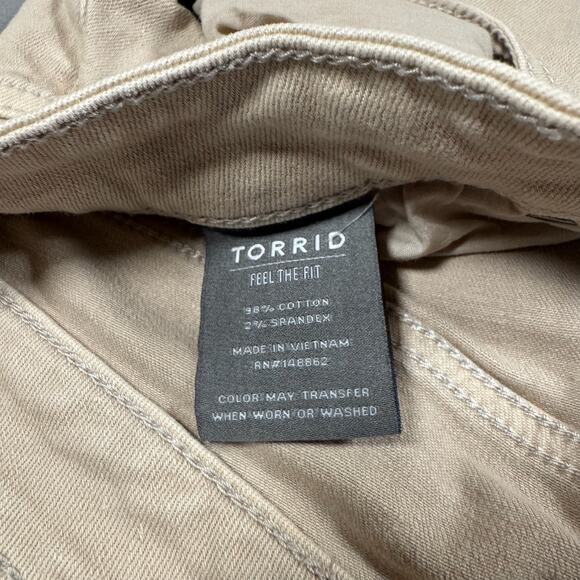 TORRID
FEEL THE FIT
98% COTTON
2% SPANDEX
MADE IN VIETNAM
RN#148862
COLOR MAY TRANSFER
WHEN WORN OR WASHED